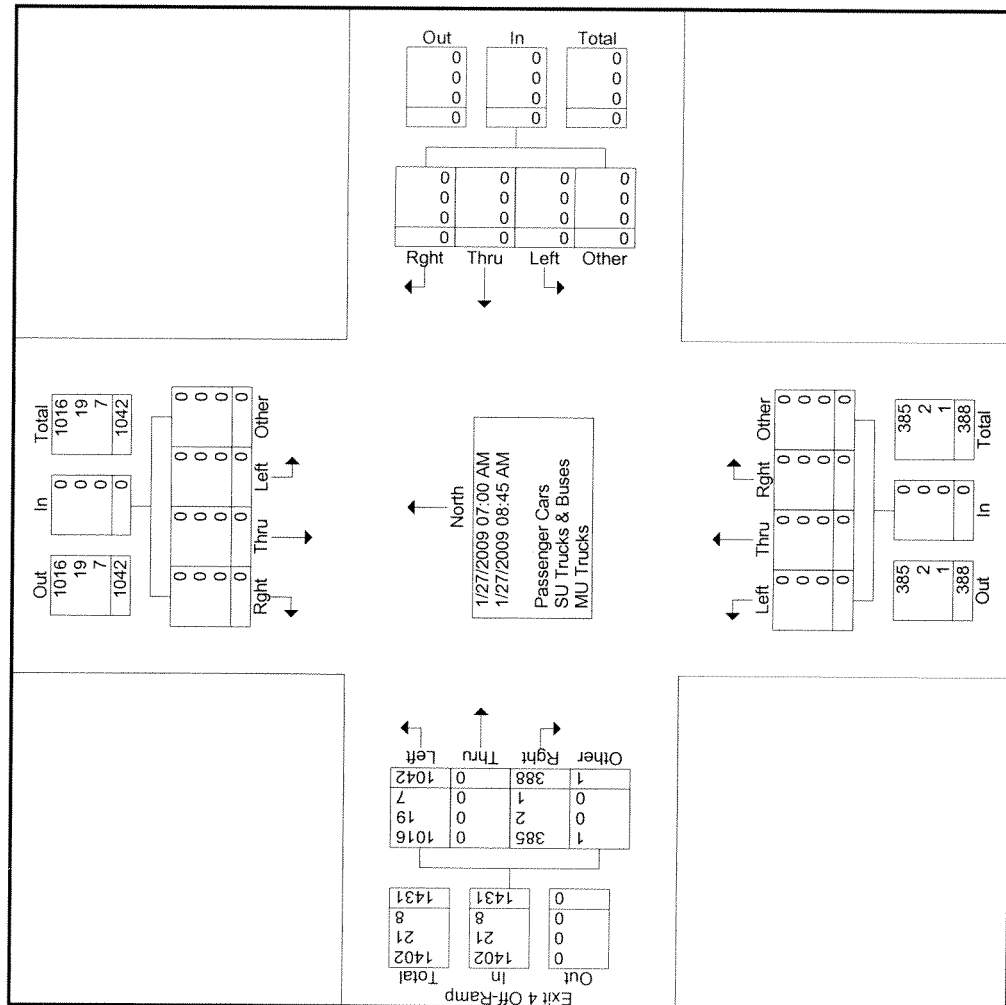 Out In Total
0 0 0
0 0 0
0 0 0
0 0 0
0 0 0 0
0 0 0 0
0 0 0 0
0 0 0 0
Rght Thru Left Other
Out In Total
1016 0 1016
19 0 19
7 0 7
1042 0 1042
0 0 0 0
0 0 0 0
0 0 0 0
0 0 0 0
Rght Thru Left Other
North
1/27/2009 07:00 AM
1/27/2009 08:45 AM
Passenger Cars
SU Trucks & Buses
MU Trucks
Left Thru Rght Other
0 0 0 0
0 0 0 0
0 0 0 0
0 0 0 0
385 0 385
2 0 2
1 0 1
388 0 388
Out In Total
Other Rght Thru Left
1 388 0 1042
0 1 0 7
0 2 0 19
1 385 0 1016
0 1431 1431
0 8 8
0 21 21
0 1402 1402
Out In Total
Exit 4 Off-Ramp